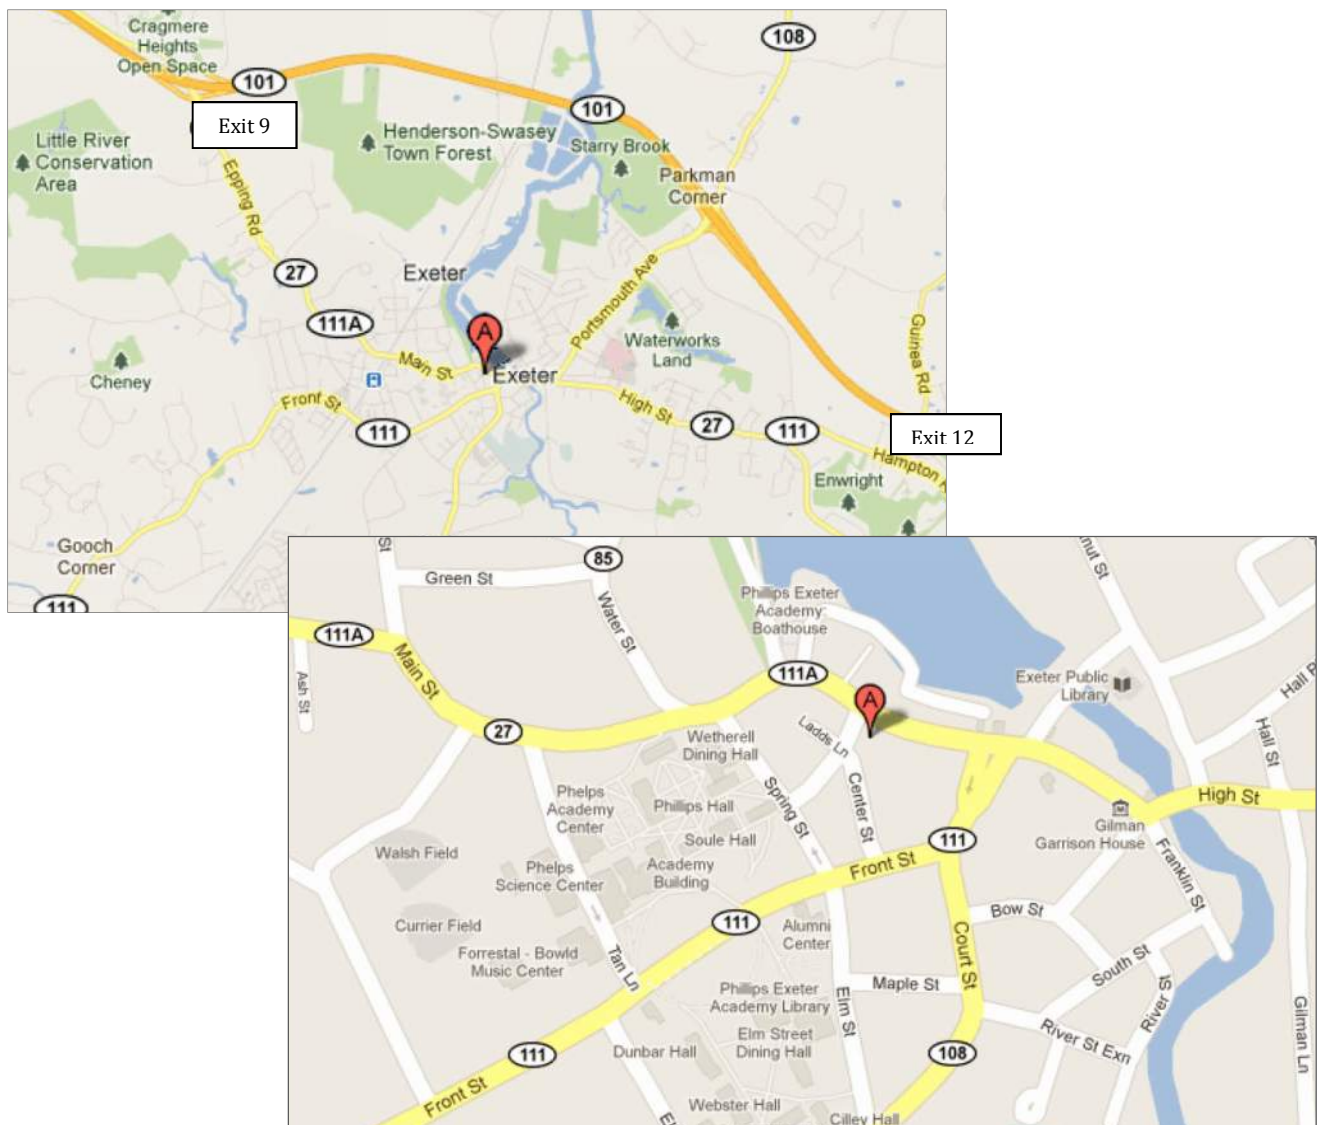 Cragmere
Heights
Open Space
108
101
101
Exit 9
Little River
Conservation
Area
Henderson-Swasey
Town Forest
Starry Brook
Parkman
Corner
Epping Rd
27
Exeter
Portsmouth Ave
111A
A
Waterworks
Land
Guinea Rd
Cheney
Main St
Exeter
Front St
High St
111
27
111
Exit 12
Hampton
Enwright
Gooch
Corner
111
St
Green St
85
Water St
Phillips Exeter
Academy
Boathouse
nut St
111A
Main St
Ash St
111A
A
Exeter Public
Library
Hall
Hall St
27
Wetherell
Dining Hall
Ladds Ln
Phelps
Academy
Center
Phillips Hall
Spring St
Center St
High St
Soule Hall
111
Gilman
Garrison House
Walsh Field
Phelps
Science Center
Academy
Building
Front St
Franklin St
Currier Field
111
Alumni
Center
Bow St
Forrestal - Bowld
Music Center
Tan Ln
Court St
South St
Phillips Exeter
Academy Library
Elm St
Maple St
River St
111
Dunbar Hall
Elm Street
Dining Hall
108
River St Exn
Gilman Ln
Front St
Webster Hall
Cilley Hall